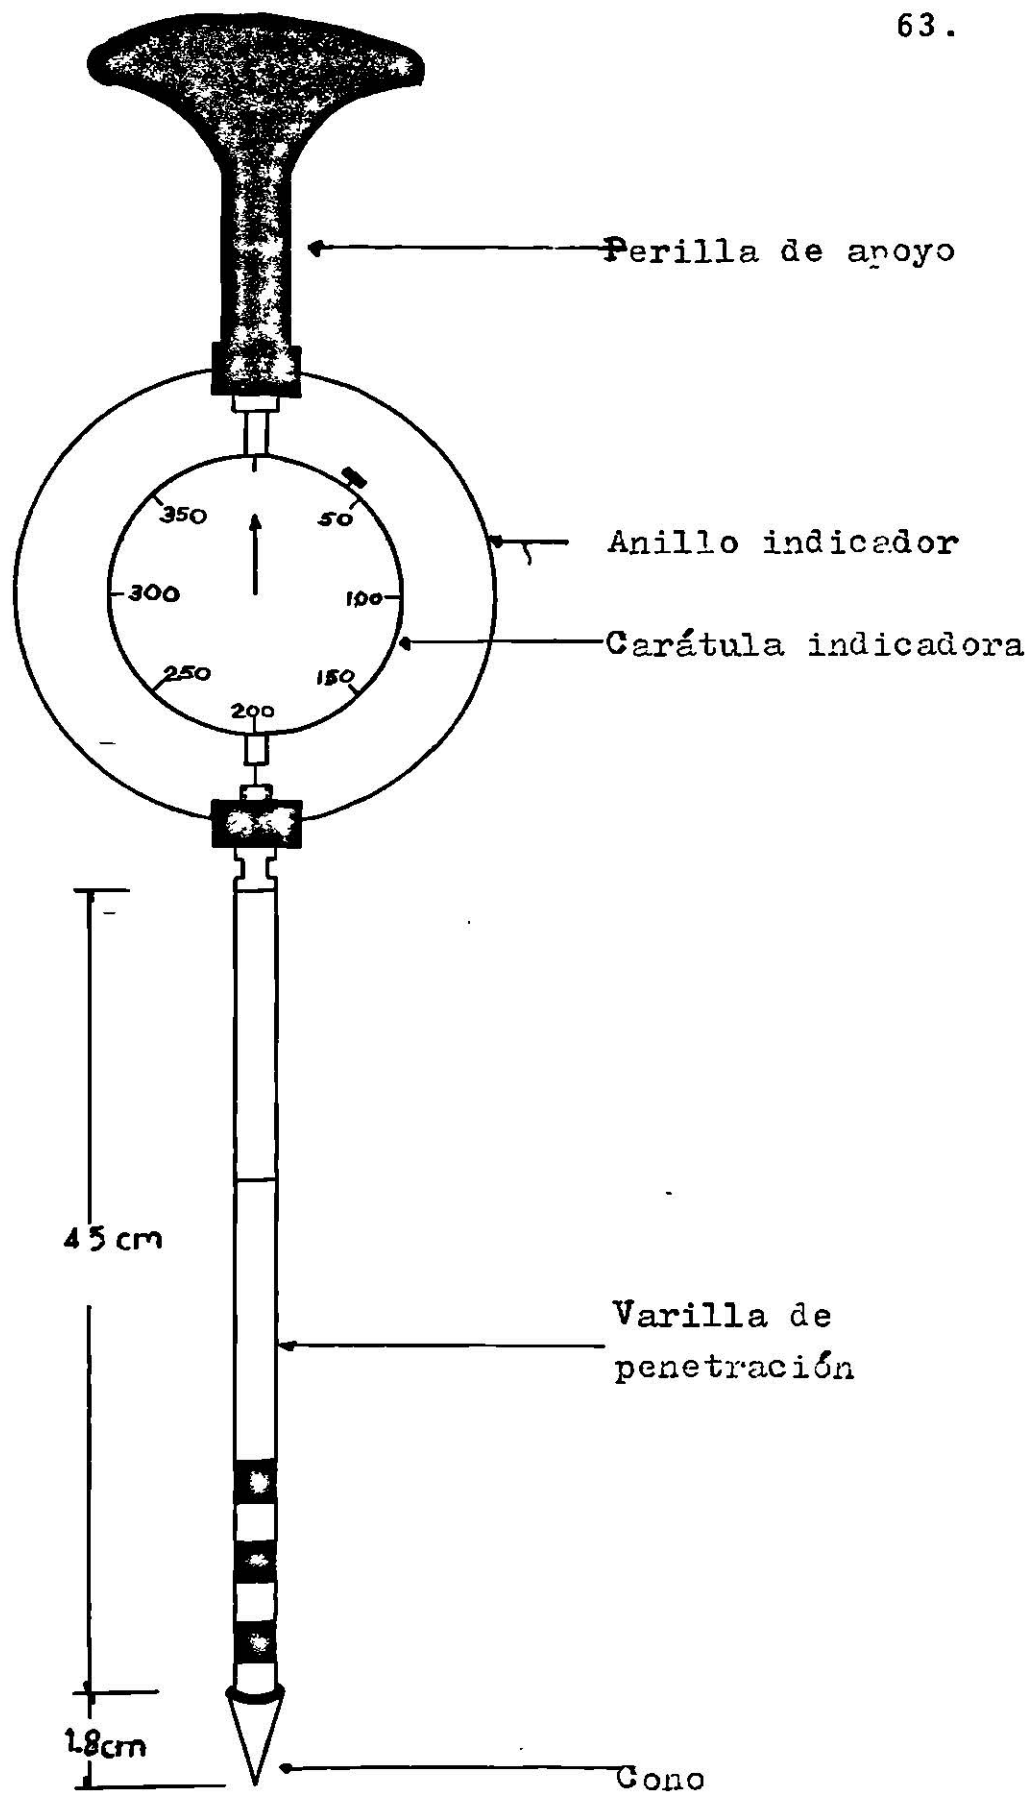 63.
Perilla de apoyo
350
50
Anillo indicador
300
100
Carátula indicadora
250
150
200
45 cm
Varilla de
penetración
1.8cm
Cono